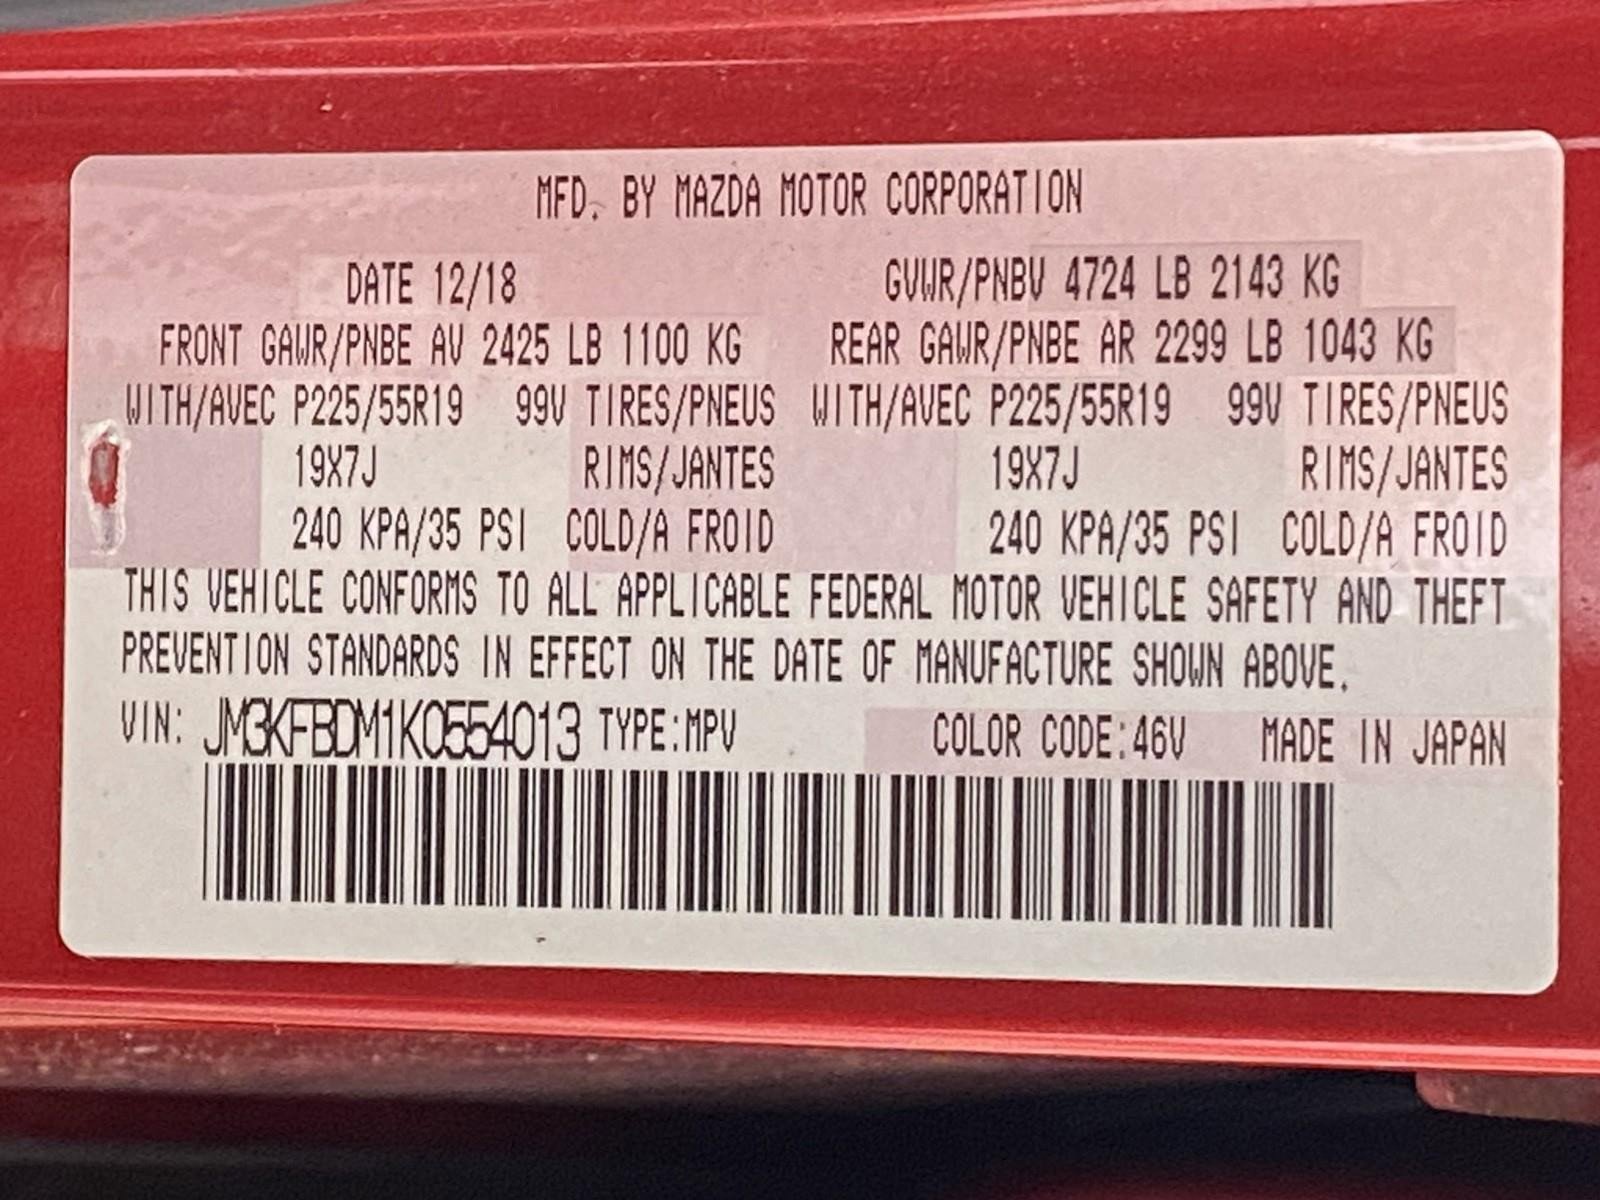 MFD. BY MAZDA MOTOR CORPORATION
DATE 12/18 GVWR/PNBV 4724 LB 2143 KG
FRONT GAWR/PNBE AV 2425 LB 1100 KG REAR GAWR/PNBE AR 2299 LB 1043 KG
WITH/AVEC P225/55R19 99V TIRES/PNEUS WITH/AVEC P225/55R19 99V TIRES/PNEUS
19X7J RIMS/JANTES 19X7J RIMS/JANTES
240 KPA/35 PSI COLD/A FROID 240 KPA/35 PSI COLD/A FROID
THIS VEHICLE CONFORMS TO ALL APPLICABLE FEDERAL MOTOR VEHICLE SAFETY AND THEFT
PREVENTION STANDARDS IN EFFECT ON THE DATE OF MANUFACTURE SHOWN ABOVE.
VIN: JM3KFBDM1K0554013 TYPE:MPV COLOR CODE:46V MADE IN JAPAN